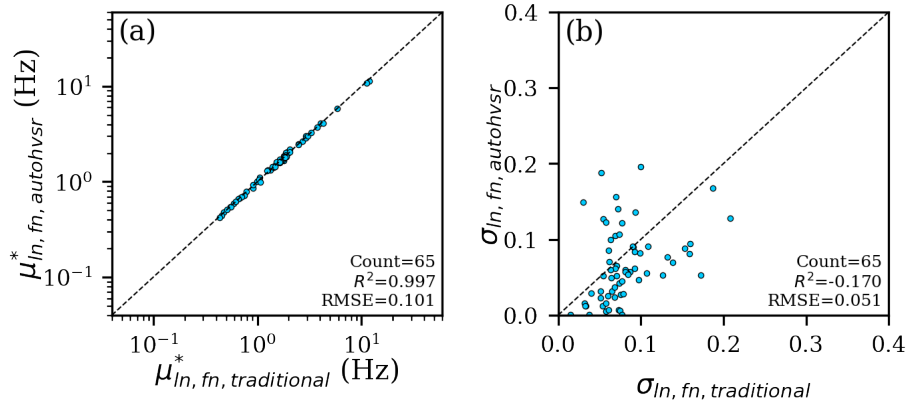 (a)
10¹
10⁰
10⁻¹
μ*ln, fn, autohvsr (Hz)
Count=65
R²=0.997
RMSE=0.101
10⁻¹ 10⁰ 10¹
μ*ln, fn, traditional (Hz)
(b)
0.4
0.3
0.2
0.1
0.0
σln, fn, autohvsr
Count=65
R²=-0.170
RMSE=0.051
0.0 0.1 0.2 0.3 0.4
σln, fn, traditional